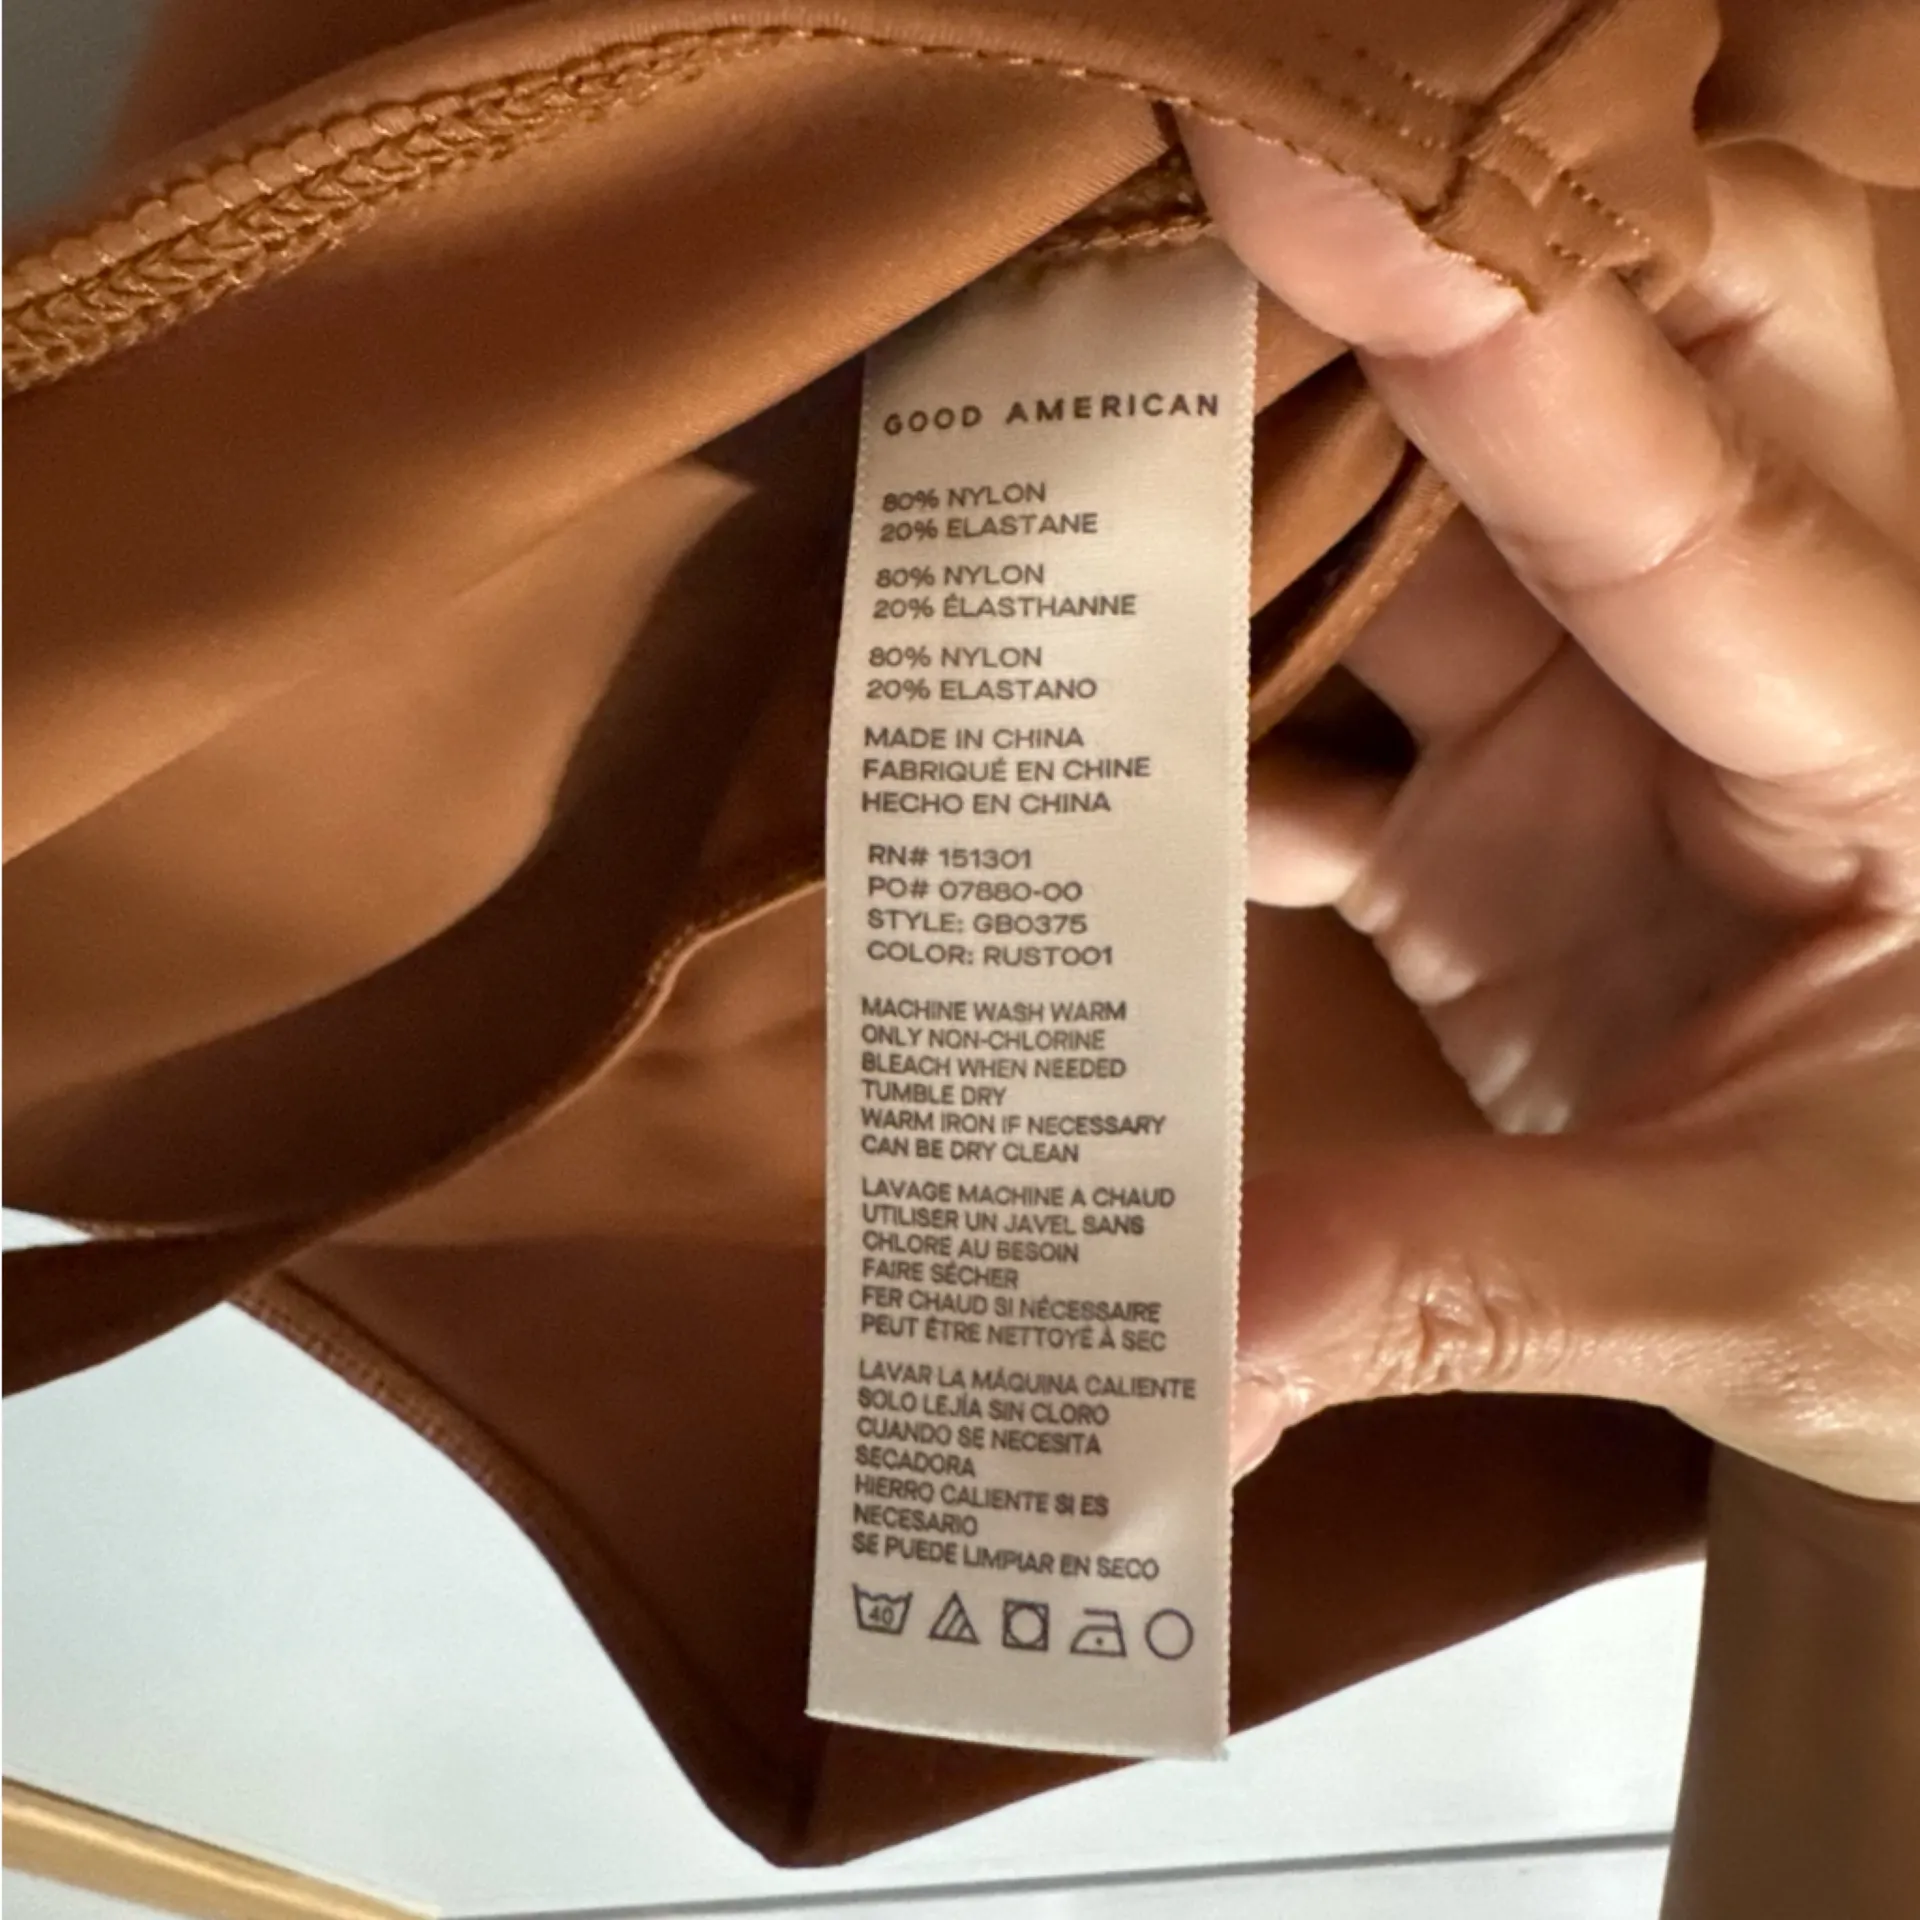 GOOD AMERICAN
80% NYLON
20% ELASTANE
80% NYLON
20% ÉLASTHANNE
80% NYLON
20% ELASTANO
MADE IN CHINA
FABRIQUÉ EN CHINE
HECHO EN CHINA
RN# 151301
PO# 07880-00
STYLE: GB0375
COLOR: RUST001
MACHINE WASH WARM
ONLY NON-CHLORINE
BLEACH WHEN NEEDED
TUMBLE DRY
WARM IRON IF NECESSARY
CAN BE DRY CLEAN
LAVAGE MACHINE A CHAUD
UTILISER UN JAVEL SANS
CHLORE AU BESOIN
FAIRE SÉCHER
FER CHAUD SI NÉCESSAIRE
PEUT ÊTRE NETTOYÉ À SEC
LAVAR LA MÁQUINA CALIENTE
SOLO LEJÍA SIN CLORO
CUANDO SE NECESITA
SECADORA
HIERRO CALIENTE SI ES
NECESARIO
SE PUEDE LIMPIAR EN SECO
40